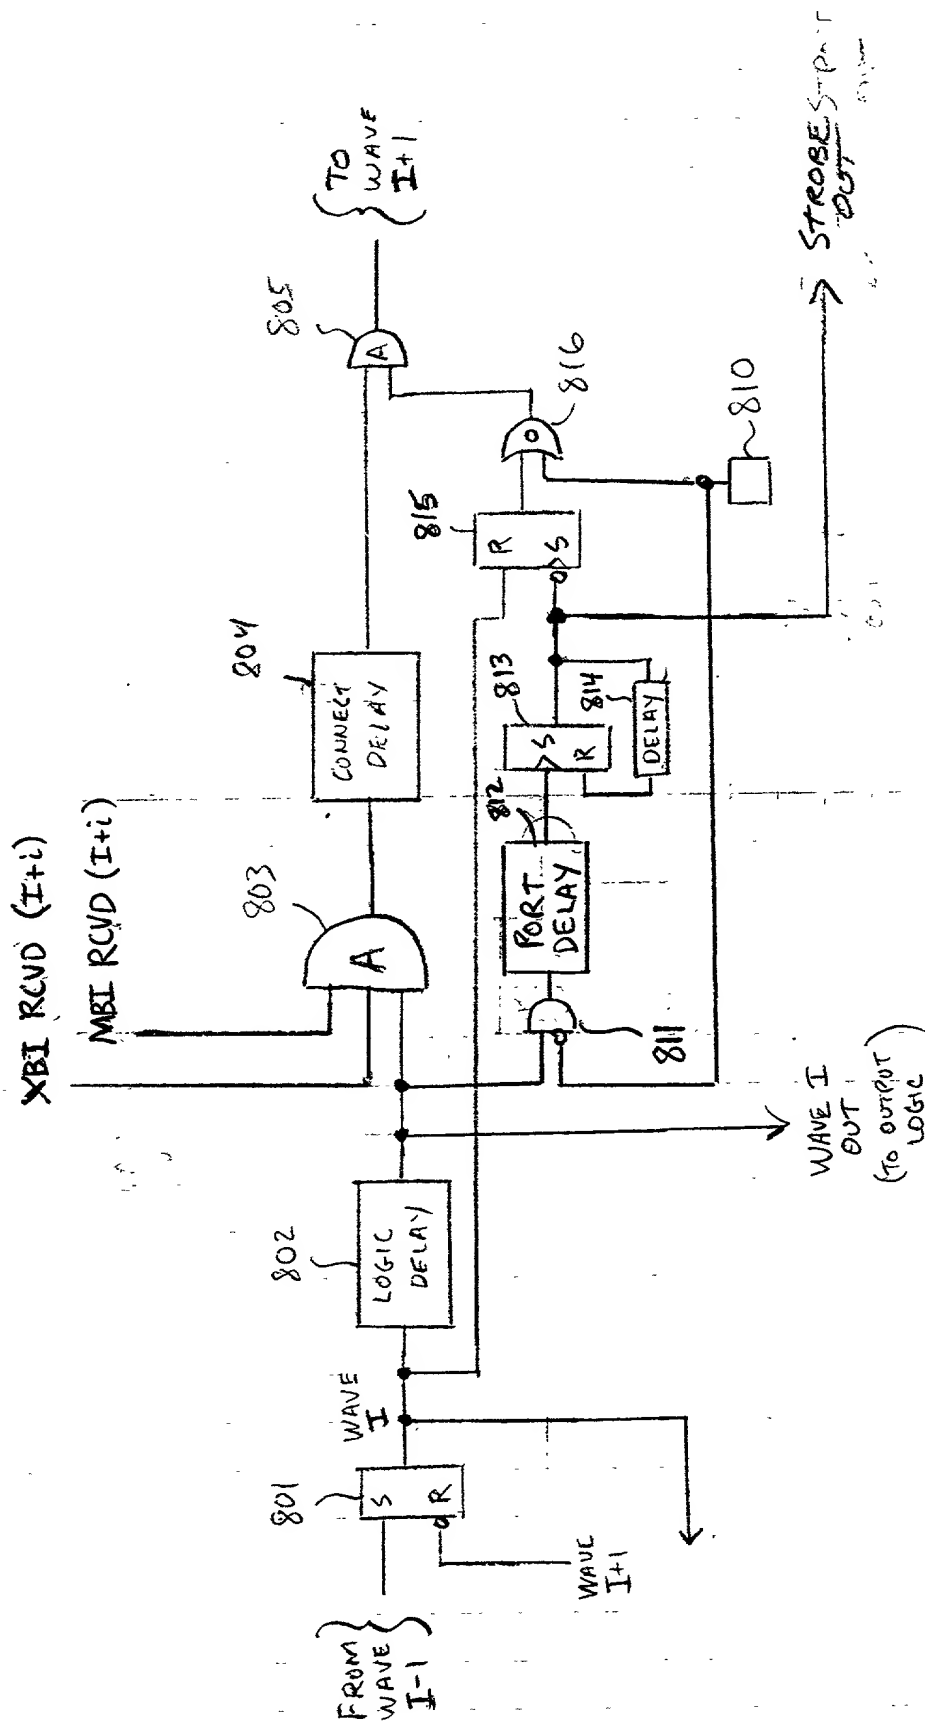 XBI RCVD (I+i)
MBI RCVD (I+i)
FROM
WAVE
I-1
801
S
R
WAVE
I+1
WAVE
I
802
LOGIC
DELAY
WAVE I
OUT
(TO OUTPUT
LOGIC)
803
A
804
CONNECT
DELAY
805
A
TO
WAVE
I+1
811
812
PORT
DELAY
813
S
R
814
DELAY
815
R
S
816
O
810
STROBE
OUT